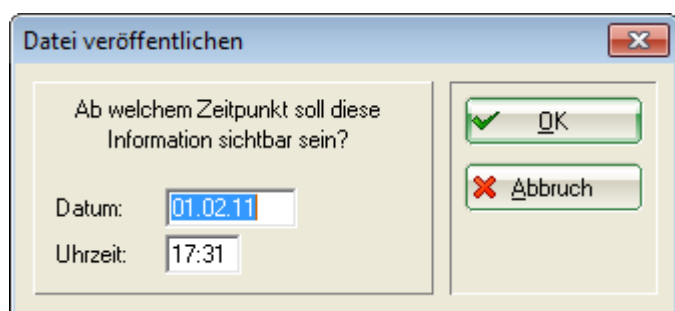 Datei veröffentlichen
Ab welchem Zeitpunkt soll diese
Information sichtbar sein?
Datum: 01.02.11
Uhrzeit: 17:31
OK
Abbruch